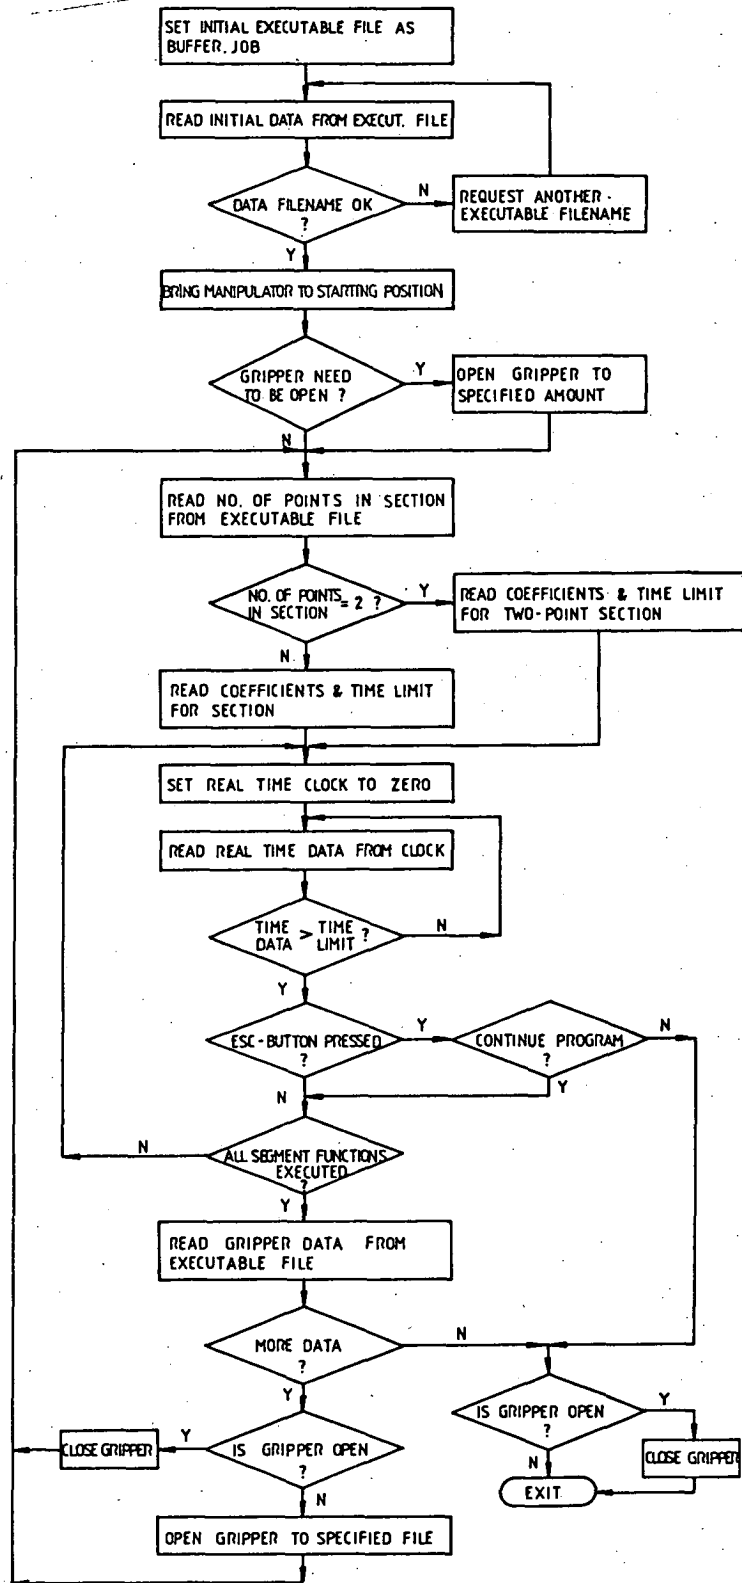 SET INITIAL EXECUTABLE FILE AS
BUFFER.JOB
READ INITIAL DATA FROM EXECUT. FILE
DATA FILENAME OK
?
N
REQUEST ANOTHER
EXECUTABLE FILENAME
Y
BRING MANIPULATOR TO STARTING POSITION
GRIPPER NEED
TO BE OPEN ?
Y
OPEN GRIPPER TO
SPECIFIED AMOUNT
N
READ NO. OF POINTS IN SECTION
FROM EXECUTABLE FILE
NO. OF POINTS
IN SECTION = 2 ?
Y
READ COEFFICIENTS & TIME LIMIT
FOR TWO-POINT SECTION
N
READ COEFFICIENTS & TIME LIMIT
FOR SECTION
SET REAL TIME CLOCK TO ZERO
READ REAL TIME DATA FROM CLOCK
TIME DATA > TIME LIMIT ?
N
Y
ESC-BUTTON PRESSED
?
Y
CONTINUE PROGRAM
?
N
Y
N
ALL SEGMENT FUNCTIONS
EXECUTED
?
N
Y
READ GRIPPER DATA FROM
EXECUTABLE FILE
MORE DATA
?
N
Y
IS GRIPPER OPEN
?
Y
CLOSE GRIPPER
N
OPEN GRIPPER TO SPECIFIED FILE
IS GRIPPER OPEN
?
Y
CLOSE GRIPPER
N
EXIT